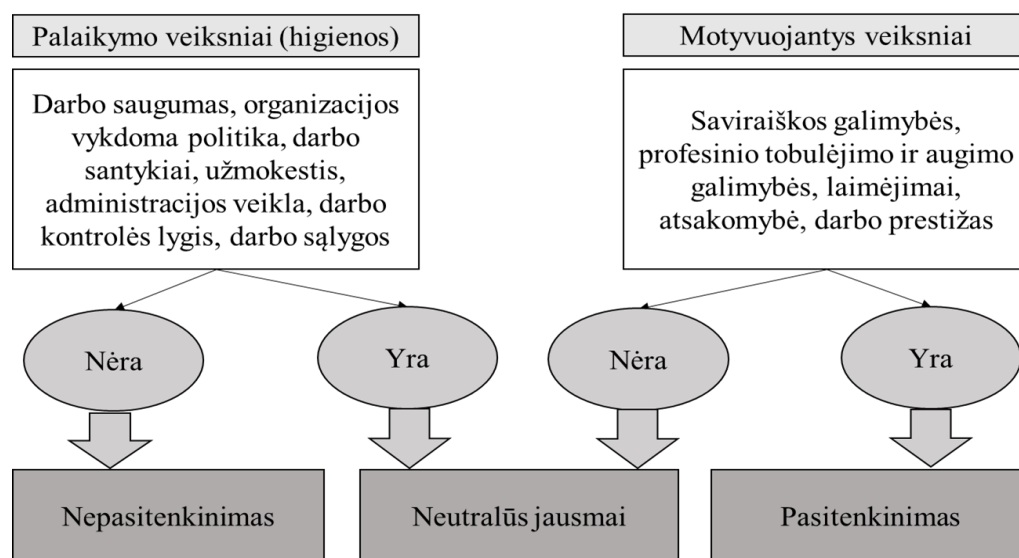 Palaikymo veiksniai (higienos)
Darbo saugumas, organizacijos
vykdoma politika, darbo
santykiai, užmokestis,
administracijos veikla, darbo
kontrolės lygis, darbo sąlygos
Motyvuojantys veiksniai
Saviraiškos galimybės,
profesinio tobulėjimo ir augimo
galimybės, laimėjimai,
atsakomybė, darbo prestižas
Nėra
Yra
Nėra
Yra
Nepasitenkinimas
Neutralūs jausmai
Pasitenkinimas